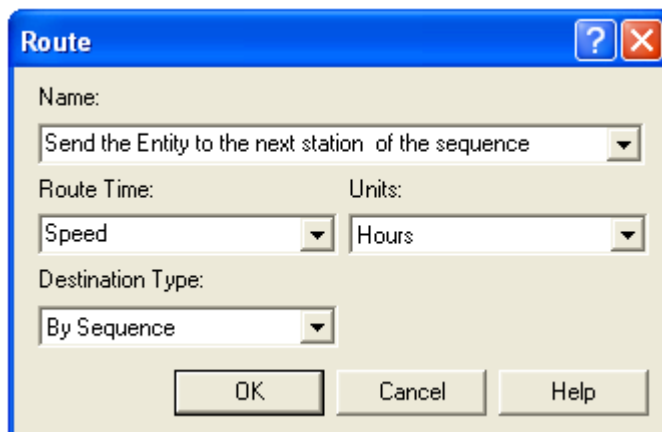 Route
Name:
Send the Entity to the next station  of the sequence
Route Time: Units:
Speed Hours
Destination Type:
By Sequence
OK Cancel Help